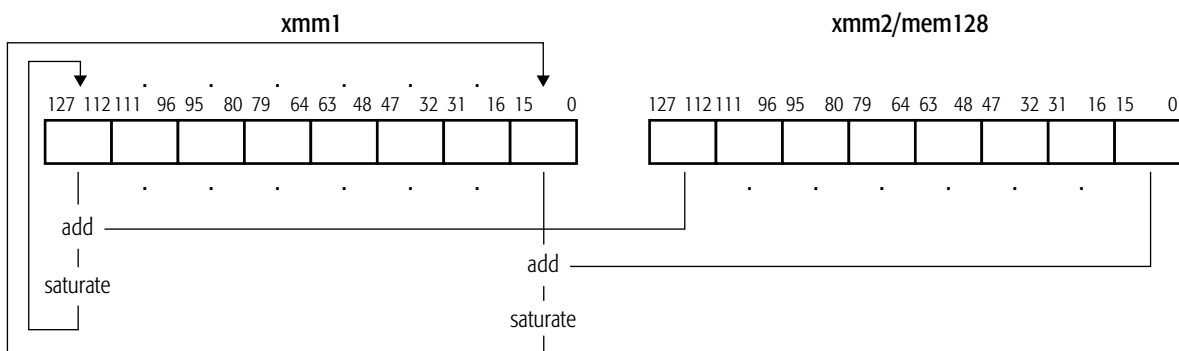 xmm1 xmm2/mem128
127 112 111 96 95 80 79 64 63 48 47 32 31 16 15 0 127 112 111 96 95 80 79 64 63 48 47 32 31 16 15 0
add
add
saturate
saturate